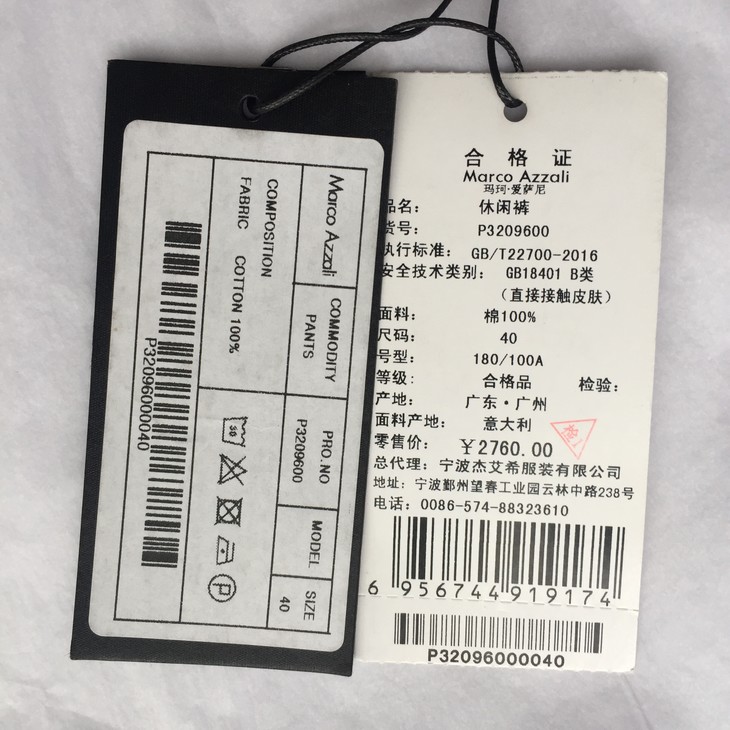 Marco Azzali
COMMODITY
PANTS
PRO.NO
P3209600
MODEL
SIZE
40
COMPOSITION
FABRIC COTTON 100%
30
P
P32096000040
合格证
Marco Azzali
玛珂·爱萨尼
品名: 休闲裤
货号: P3209600
执行标准: GB/T22700-2016
安全技术类别: GB18401 B类
(直接接触皮肤)
面料: 棉100%
尺码: 40
号型: 180/100A
等级: 合格品 检验:
产地: 广东·广州
面料产地: 意大利
检1
零售价: ￥2760.00
总代理: 宁波杰艾希服装有限公司
地址: 宁波鄞州望春工业园云林中路238号
电话: 0086-574-88323610
6 956744 919174
P32096000040